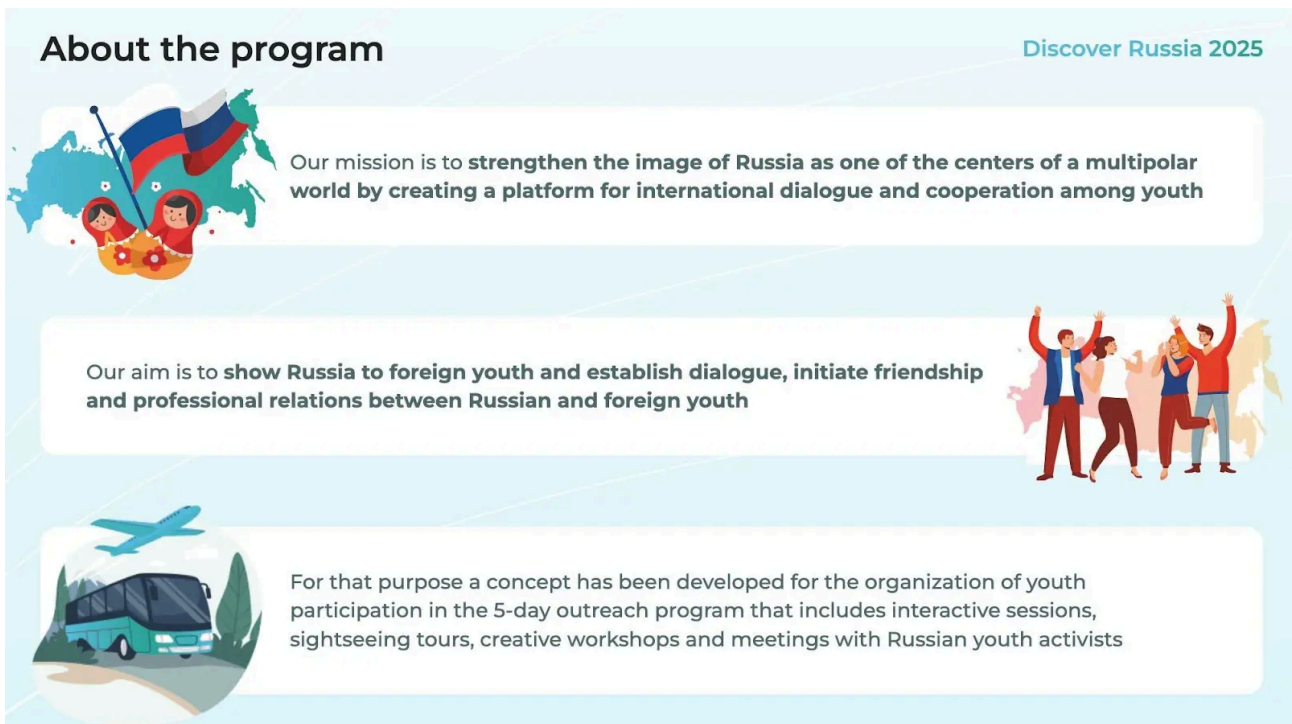 About the program
Discover Russia 2025
Our mission is to strengthen the image of Russia as one of the centers of a multipolar
world by creating a platform for international dialogue and cooperation among youth
Our aim is to show Russia to foreign youth and establish dialogue, initiate friendship
and professional relations between Russian and foreign youth
For that purpose a concept has been developed for the organization of youth
participation in the 5-day outreach program that includes interactive sessions,
sightseeing tours, creative workshops and meetings with Russian youth activists